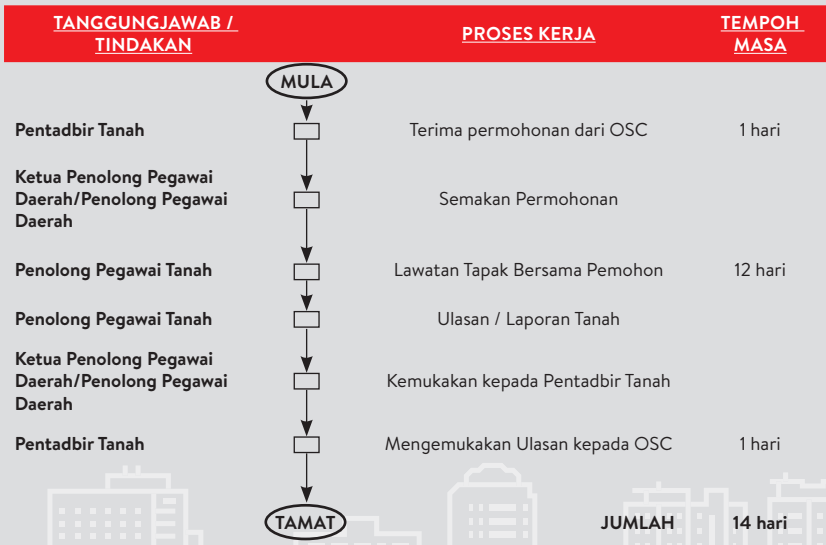 TANGGUNGJAWAB /
TINDAKAN
PROSES KERJA
TEMPOH
MASA
MULA
Pentadbir Tanah
Terima permohonan dari OSC
1 hari
Ketua Penolong Pegawai
Daerah/Penolong Pegawai
Daerah
Semakan Permohonan
Penolong Pegawai Tanah
Lawatan Tapak Bersama Pemohon
12 hari
Penolong Pegawai Tanah
Ulasan / Laporan Tanah
Ketua Penolong Pegawai
Daerah/Penolong Pegawai
Daerah
Kemukakan kepada Pentadbir Tanah
Pentadbir Tanah
Mengemukakan Ulasan kepada OSC
1 hari
TAMAT
JUMLAH
14 hari